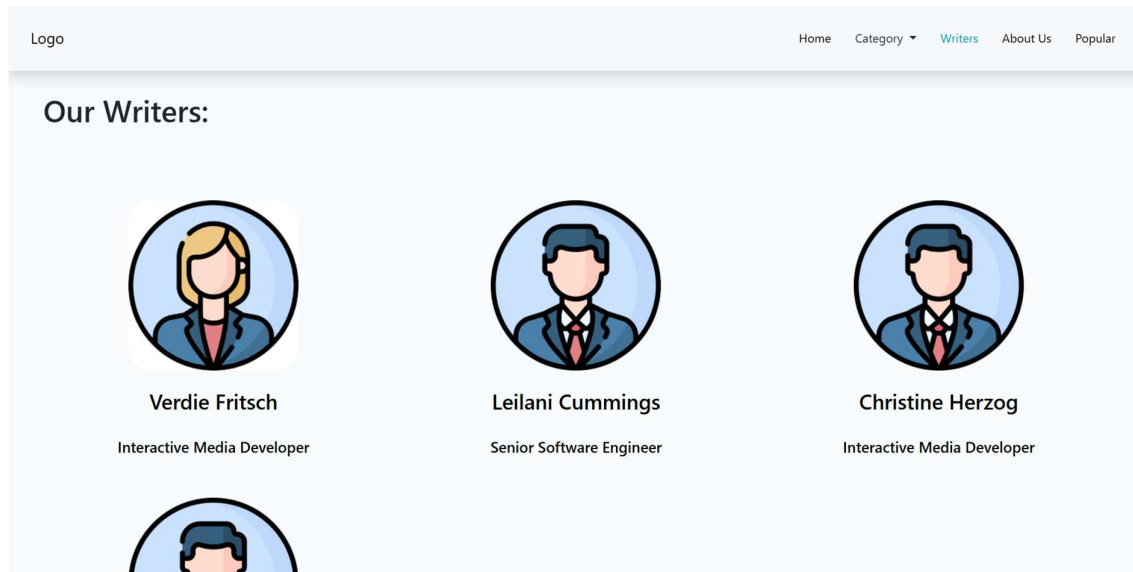 Logo
Home Category Writers About Us Popular
Our Writers:
Verdie Fritsch
Leilani Cummings
Christine Herzog
Interactive Media Developer
Senior Software Engineer
Interactive Media Developer